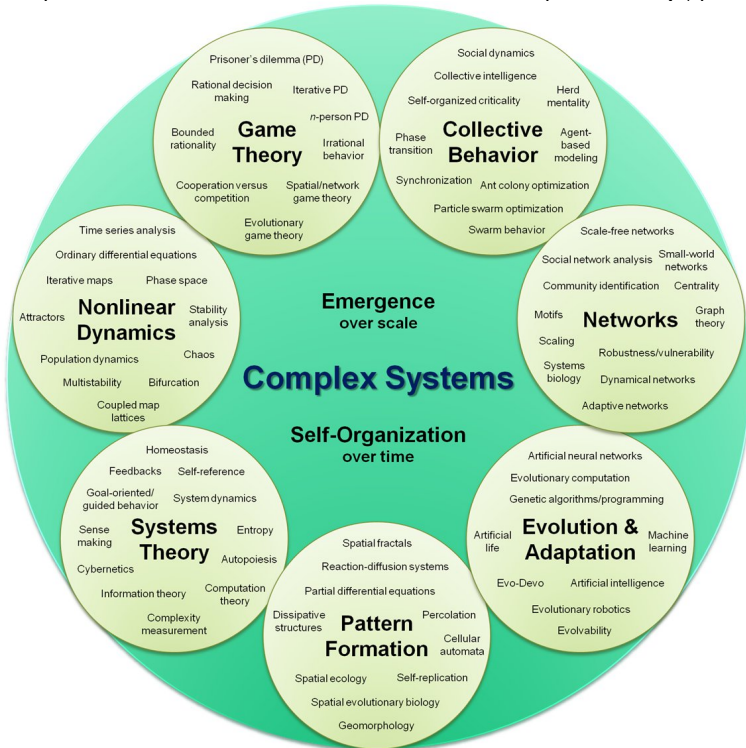 Prisoner's dilemma (PD)
Rational decision
making
Iterative PD
n-person PD
Bounded
rationality
Game
Theory
Irrational
behavior
Cooperation versus
competition
Spatial/network
game theory
Evolutionary
game theory
Social dynamics
Collective intelligence
Self-organized criticality
Herd
mentality
Phase
transition
Collective
Behavior
Agent-
based
modeling
Synchronization
Ant colony optimization
Particle swarm optimization
Swarm behavior
Time series analysis
Ordinary differential equations
Iterative maps
Phase space
Attractors
Nonlinear
Dynamics
Stability
analysis
Population dynamics
Chaos
Multistability
Bifurcation
Coupled map
lattices
Emergence
over scale
Complex Systems
Self-Organization
over time
Scale-free networks
Social network analysis
Small-world
networks
Community identification
Centrality
Motifs
Networks
Graph
theory
Scaling
Robustness/vulnerability
Systems
biology
Dynamical networks
Adaptive networks
Homeostasis
Feedbacks
Self-reference
Goal-oriented/
guided behavior
System dynamics
Sense
making
Systems
Theory
Entropy
Cybernetics
Autopoiesis
Information theory
Computation
theory
Complexity
measurement
Spatial fractals
Reaction-diffusion systems
Partial differential equations
Dissipative
structures
Percolation
Pattern
Formation
Cellular
automata
Spatial ecology
Self-replication
Spatial evolutionary biology
Geomorphology
Artificial neural networks
Evolutionary computation
Genetic algorithms/programming
Artificial
life
Evolution &
Adaptation
Machine
learning
Evo-Devo
Artificial intelligence
Evolutionary robotics
Evolvability